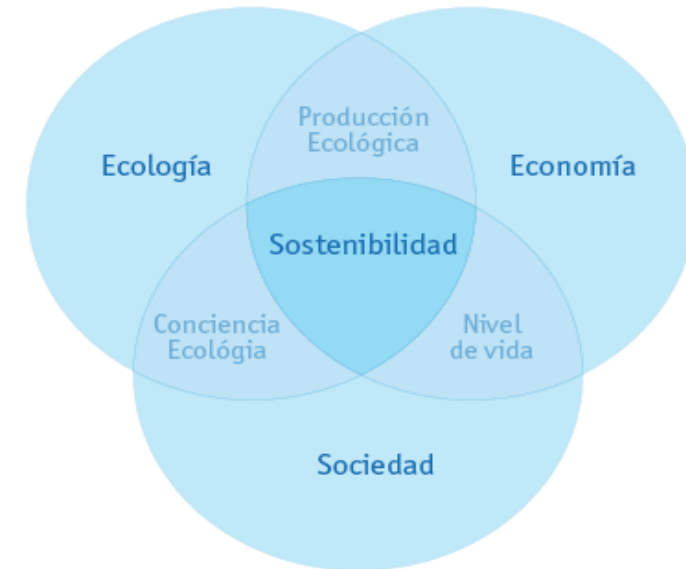 Producción
Ecológica
Ecología
Economía
Sostenibilidad
Conciencia
Ecológia
Nivel
de vida
Sociedad